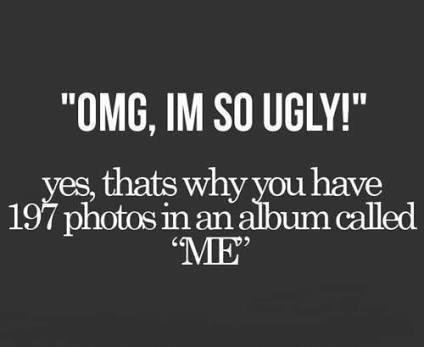 "OMG, IM SO UGLY!"
yes, thats why you have
197 photos in an album called
“ME”